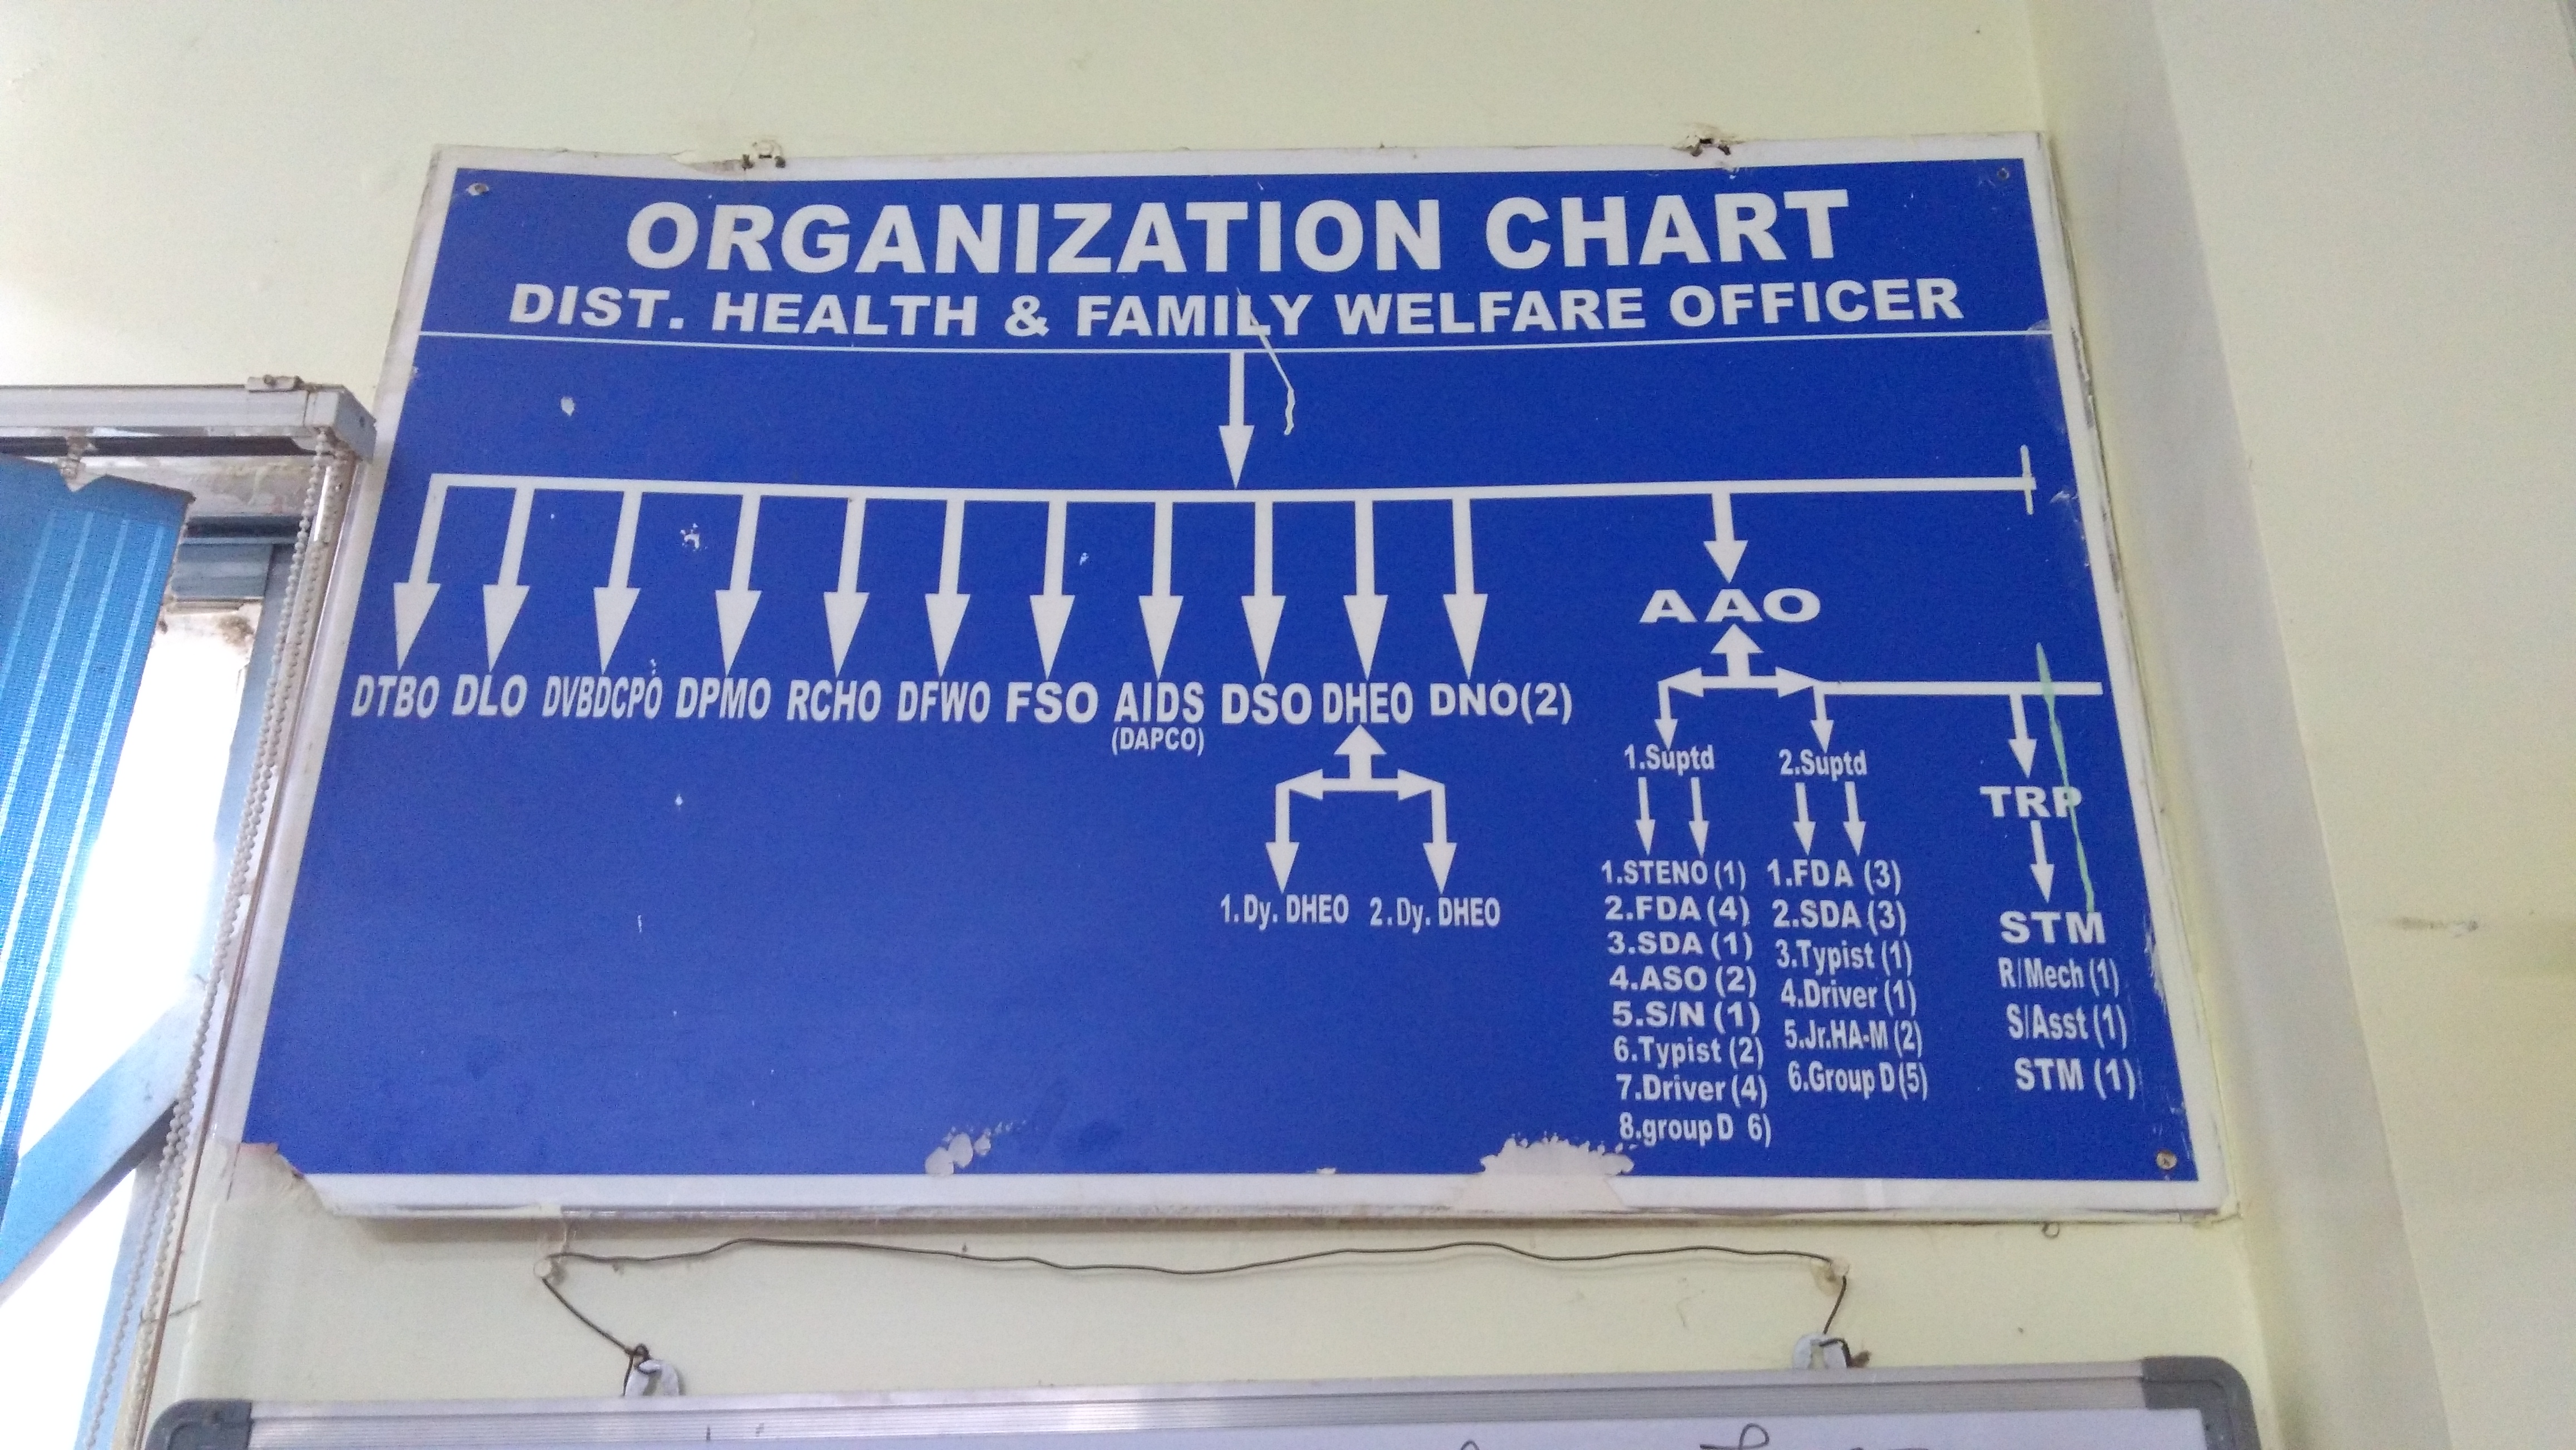 ORGANIZATION CHART
DIST. HEALTH & FAMILY WELFARE OFFICER
DTBO DLO DVBDCPO DPMO RCHO DFWO FSO AIDS DSO DHEO DNO(2)
(DAPCO)
1.Dy. DHEO 2.Dy. DHEO
AAO
1.Suptd
1.STENO (1)
2.FDA (4)
3.SDA (1)
4.ASO (2)
5.S/N (1)
6.Typist (2)
7.Driver (4)
8.group D 6)
2.Suptd
1.FDA (3)
2.SDA (3)
3.Typist (1)
4.Driver (1)
5.Jr.HA-M (2)
6.Group D (5)
TRP
STM
R/Mech (1)
S/Asst (1)
STM (1)